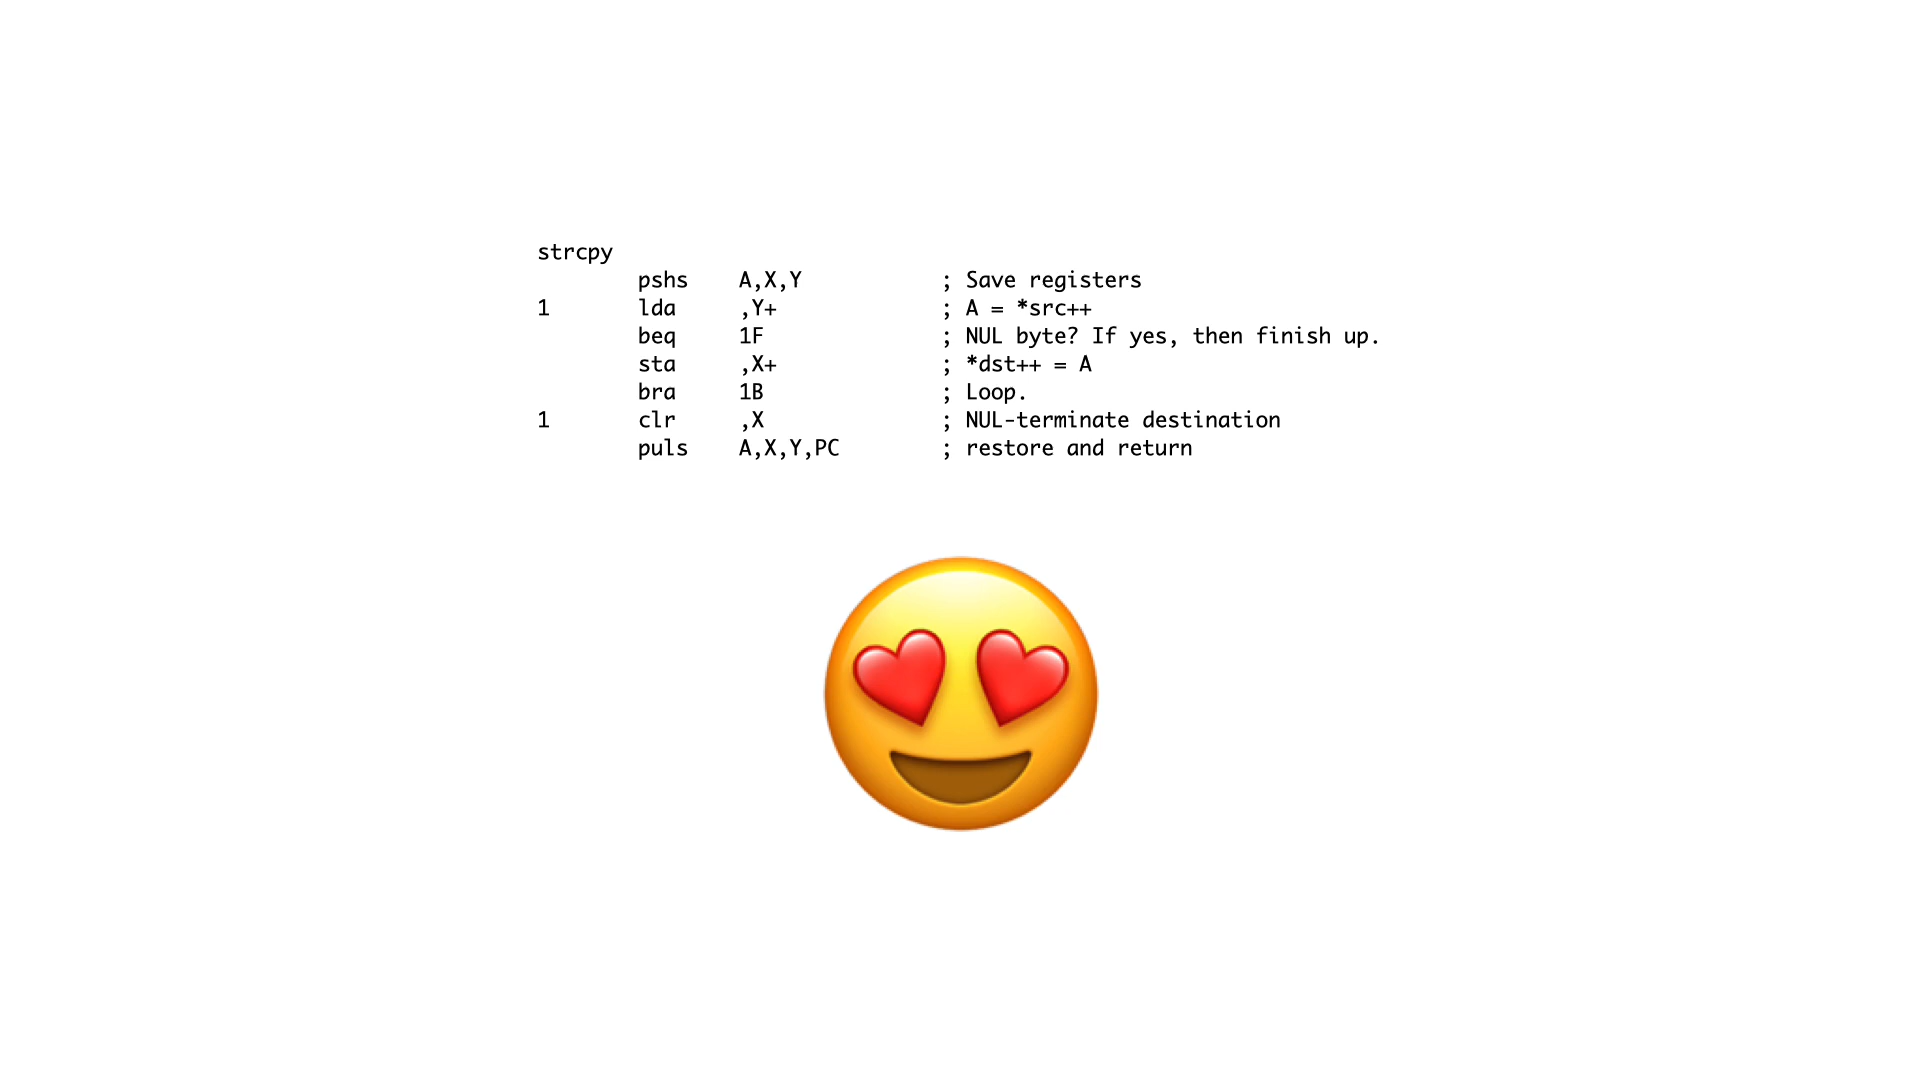 strcpy
pshs A,X,Y ; Save registers
1 lda ,Y+ ; A = *src++
beq 1F ; NUL byte? If yes, then finish up.
sta ,X+ ; *dst++ = A
bra 1B ; Loop.
1 clr ,X ; NUL-terminate destination
puls A,X,Y,PC ; restore and return